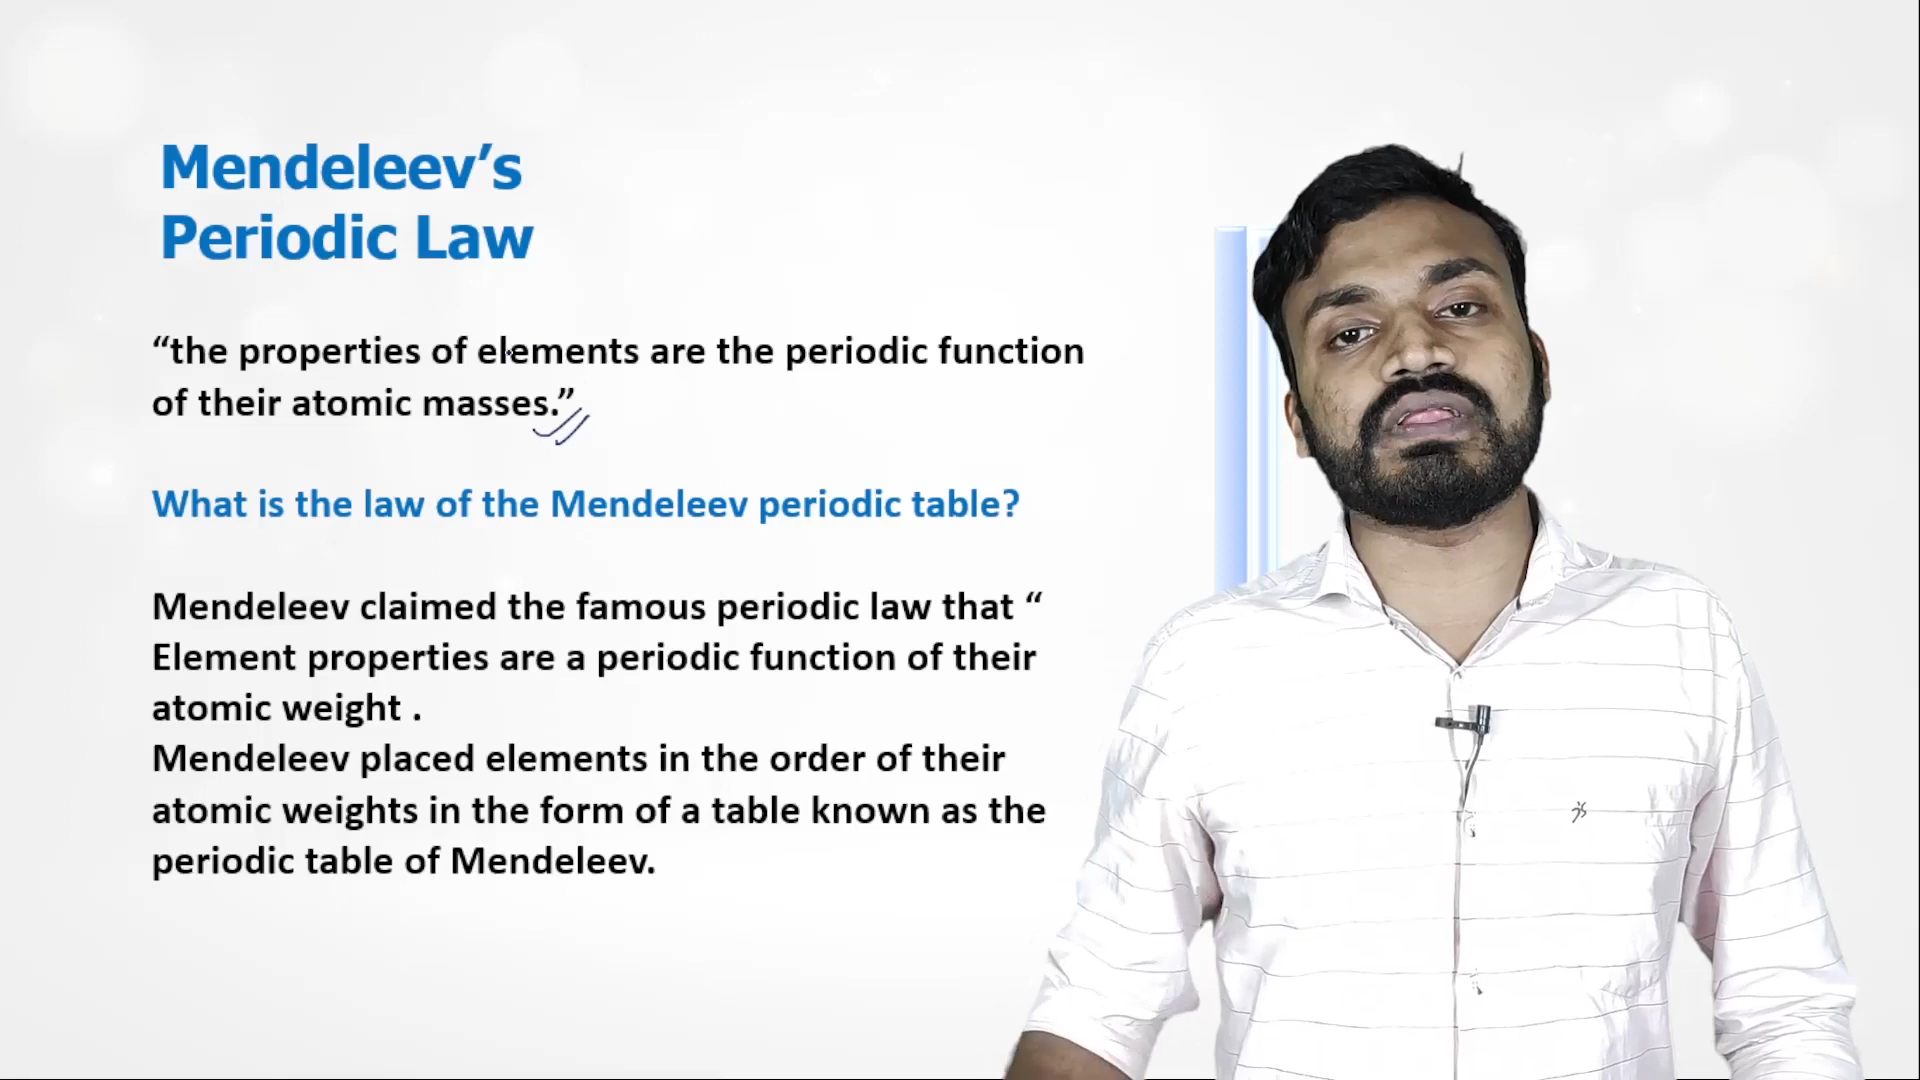 Mendeleev’s
Periodic Law
“the properties of elements are the periodic function
of their atomic masses.”
What is the law of the Mendeleev periodic table?
Mendeleev claimed the famous periodic law that “
Element properties are a periodic function of their
atomic weight .
Mendeleev placed elements in the order of their
atomic weights in the form of a table known as the
periodic table of Mendeleev.